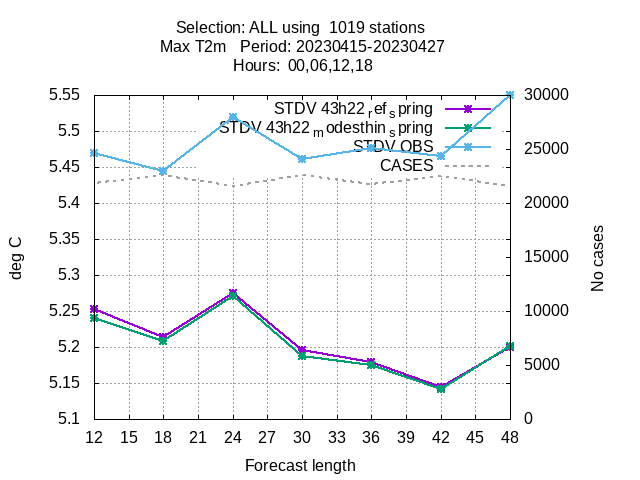 Selection: ALL using  1019 stations
Max T2m   Period: 20230415-20230427
Hours:  00,06,12,18
STDV 43h22ref_spring
STDV 43h22modesthin_spring
STDV OBS
CASES
5.55
5.5
5.45
5.4
5.35
5.3
5.25
5.2
5.15
5.1
30000
25000
20000
15000
10000
5000
0
deg C
No cases
12 15 18 21 24 27 30 33 36 39 42 45 48
Forecast length